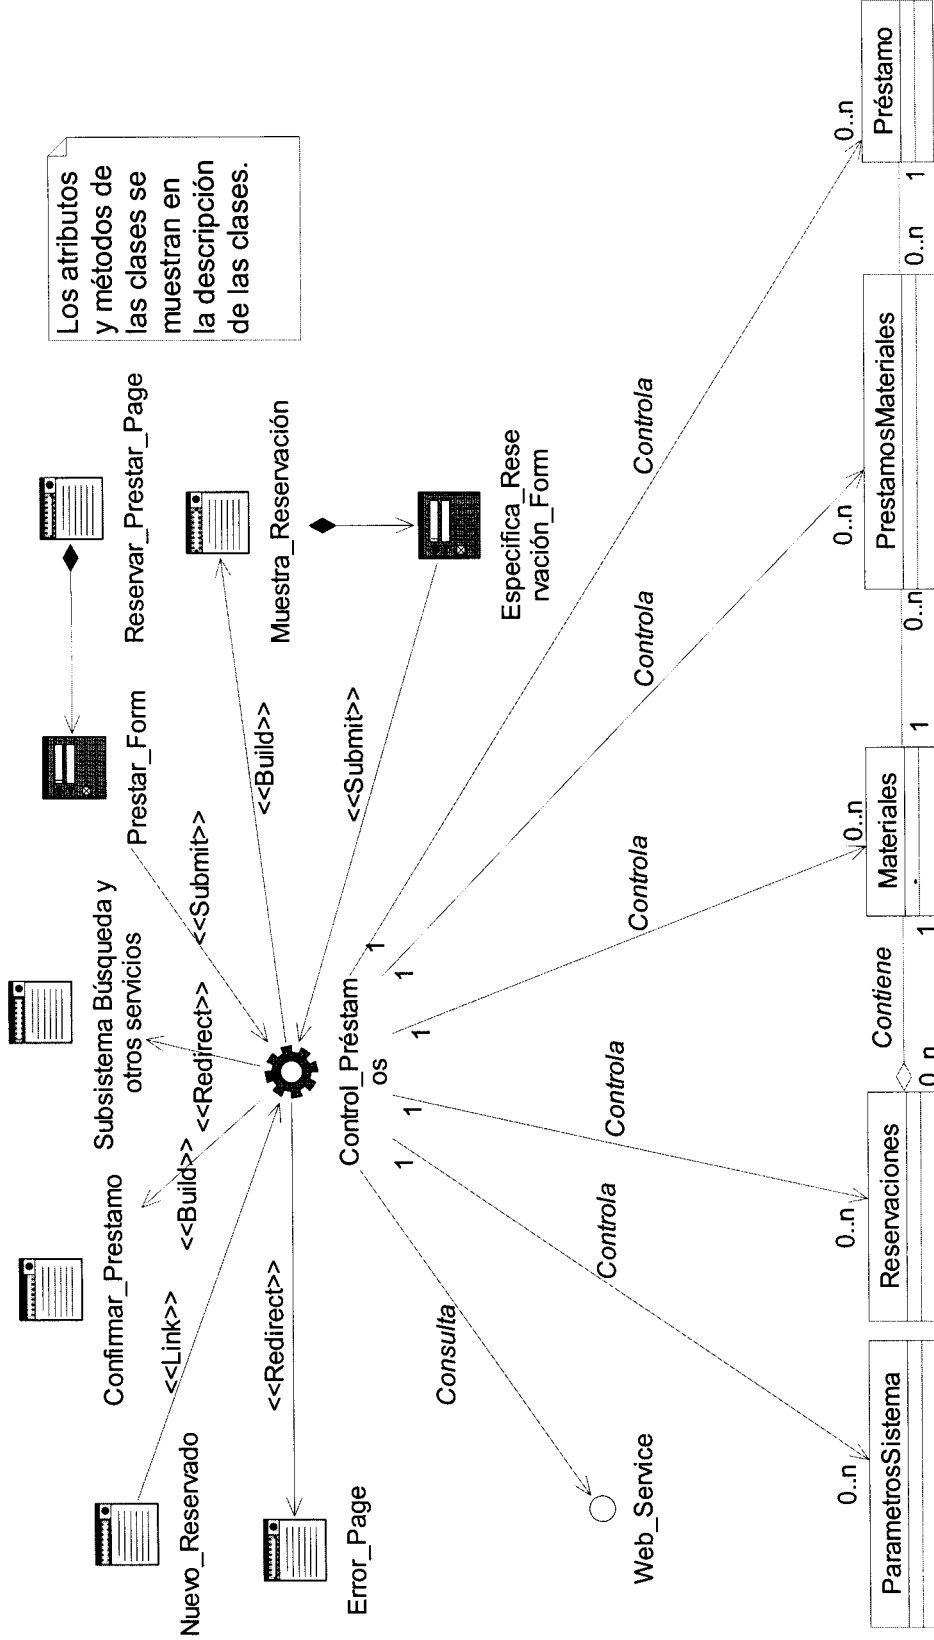 Los atributos
y métodos de
las clases se
muestran en
la descripción
de las clases.
Reservar_Prestar_Page
Prestar_Form
Subsistema Búsqueda y
otros servicios
Confirmar_Prestamo
Nuevo_Reservado
<<Submit>>
<<Redirect>>
<<Build>>
<<Link>>
<<Build>>
Muestra_Reservación
<<Submit>>
Especifica_Rese
rvación_Form
<<Redirect>>
Error_Page
Control_Préstam
os
Consulta
Web_Service
1
Controla
0..n
1
Controla
0..n
1
Controla
0..n
1
Controla
0..n
1
Controla
0..n
ParametrosSistema
Reservaciones
0..n
Contiene
1
Materiales
1
0..n
PrestamosMateriales
0..n
1
Préstamo